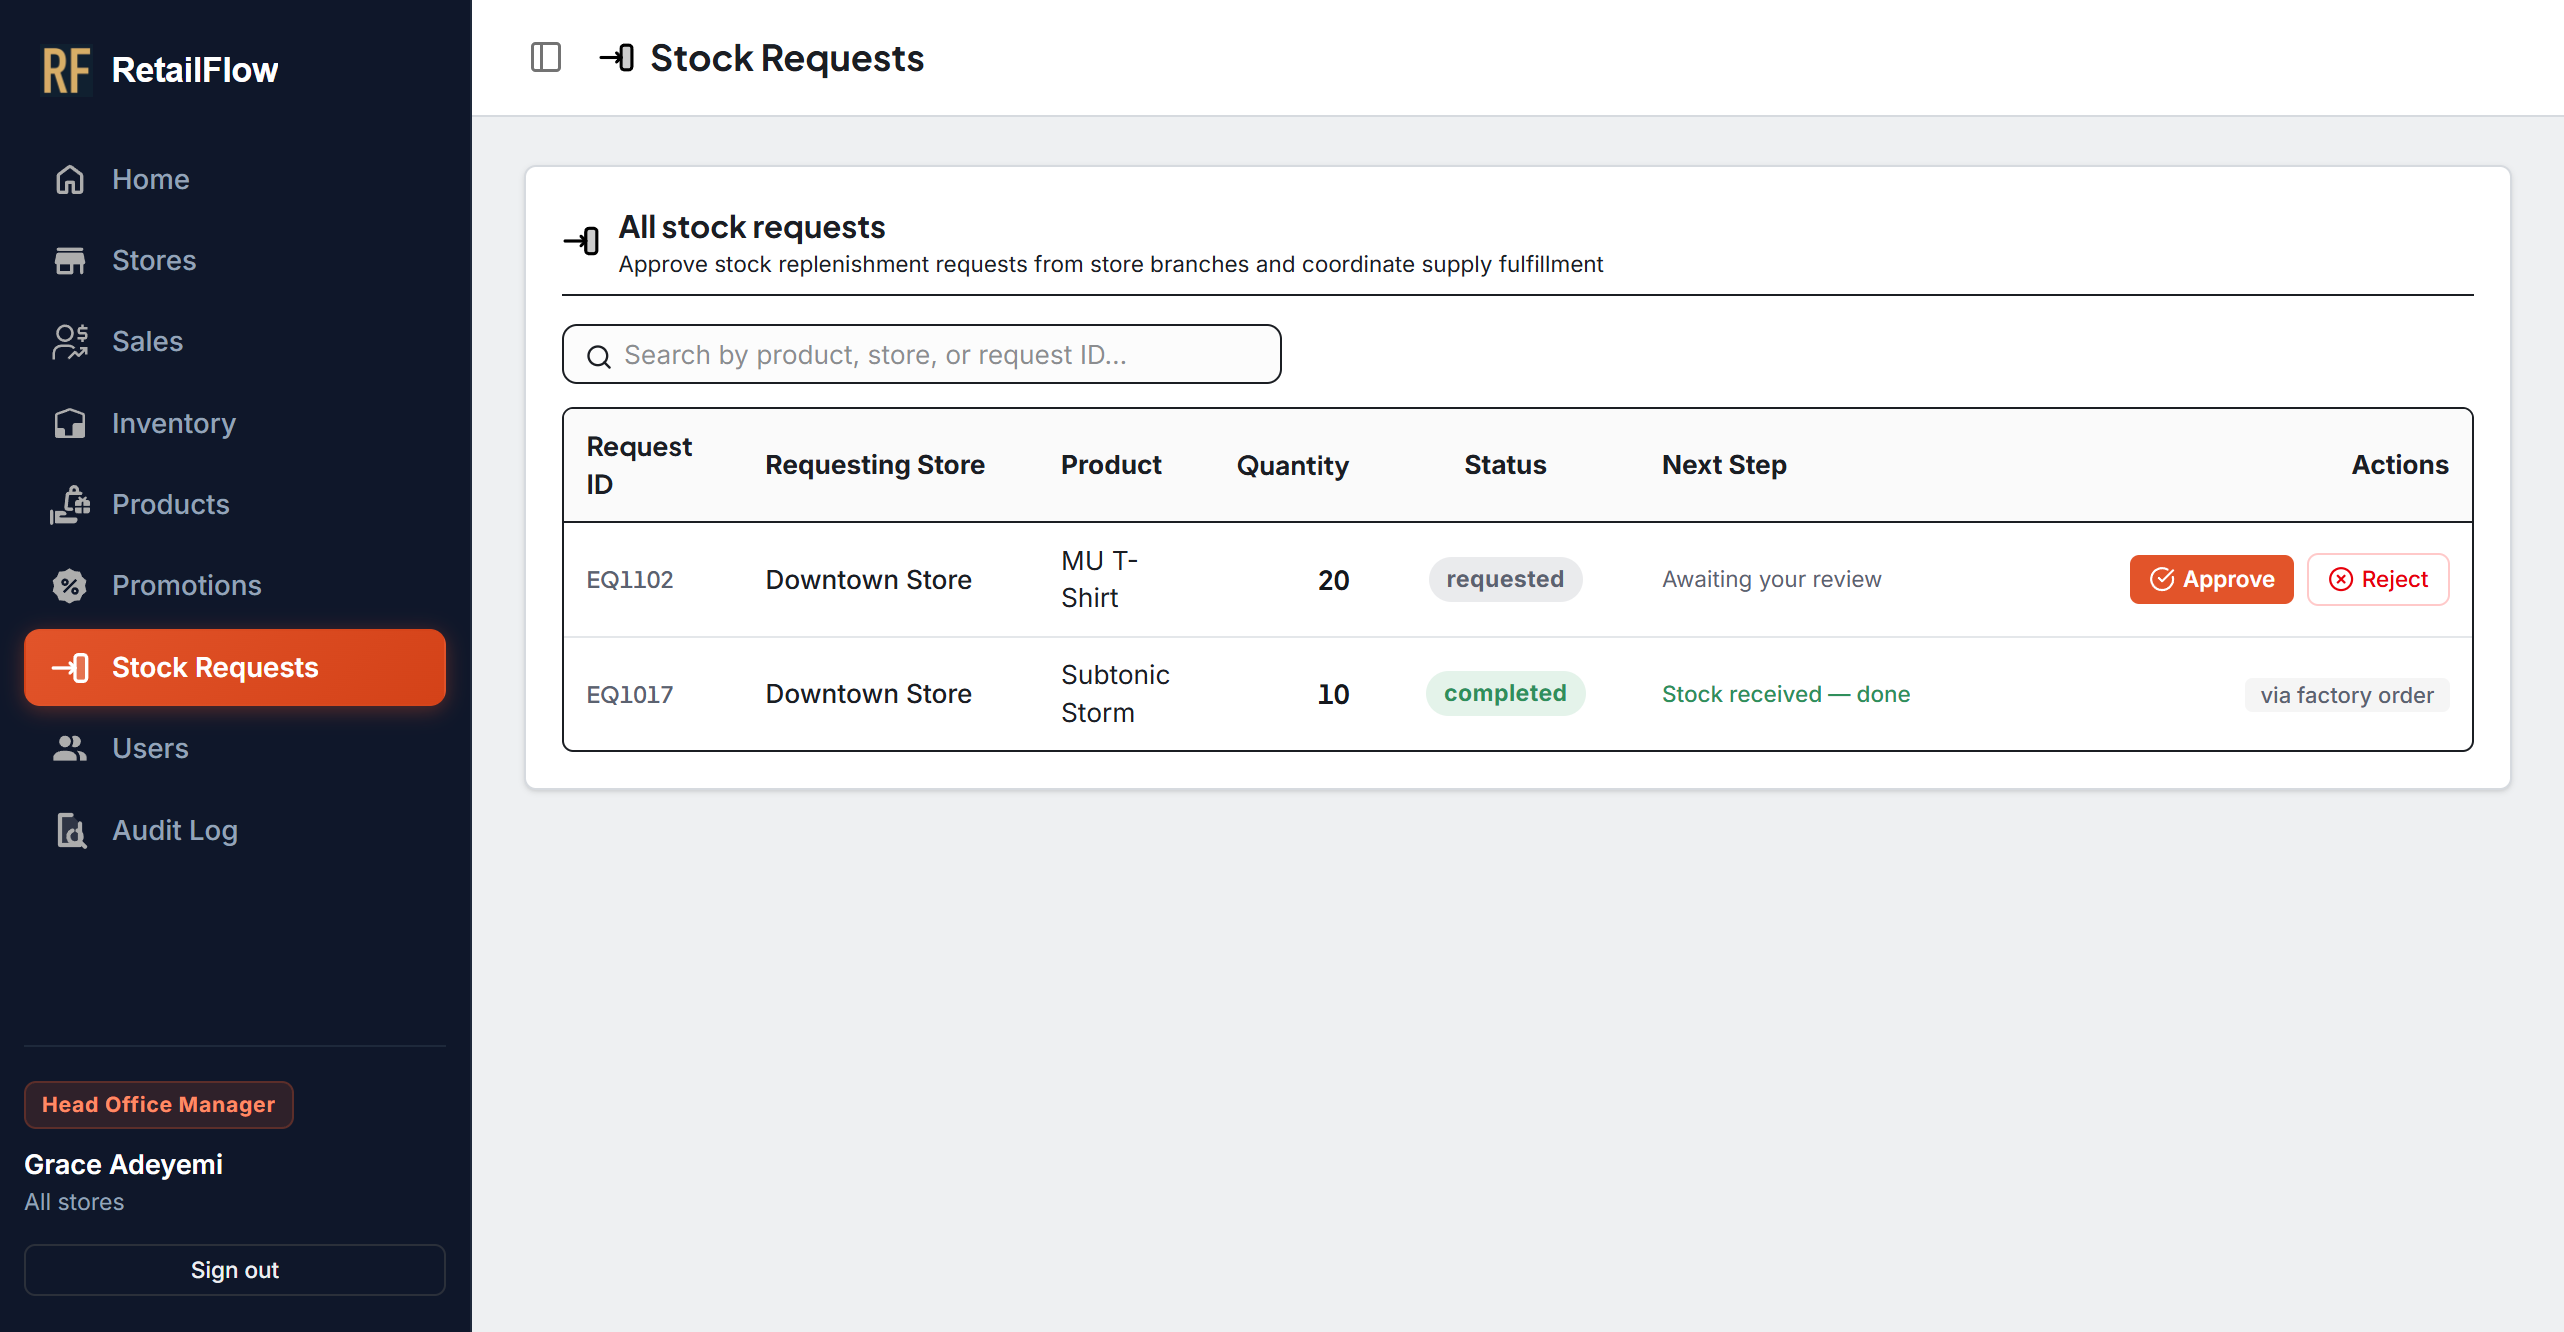 RF RetailFlow
Home
Stores
Sales
Inventory
Products
Promotions
Stock Requests
Users
Audit Log
Head Office Manager
Grace Adeyemi
All stores
Sign out
Stock Requests
All stock requests
Approve stock replenishment requests from store branches and coordinate supply fulfillment
Search by product, store, or request ID...
Request
ID
Requesting Store
Product
Quantity
Status
Next Step
Actions
EQ1102
Downtown Store
MU T-
Shirt
20
requested
Awaiting your review
Approve
Reject
EQ1017
Downtown Store
Subtonic
Storm
10
completed
Stock received — done
via factory order